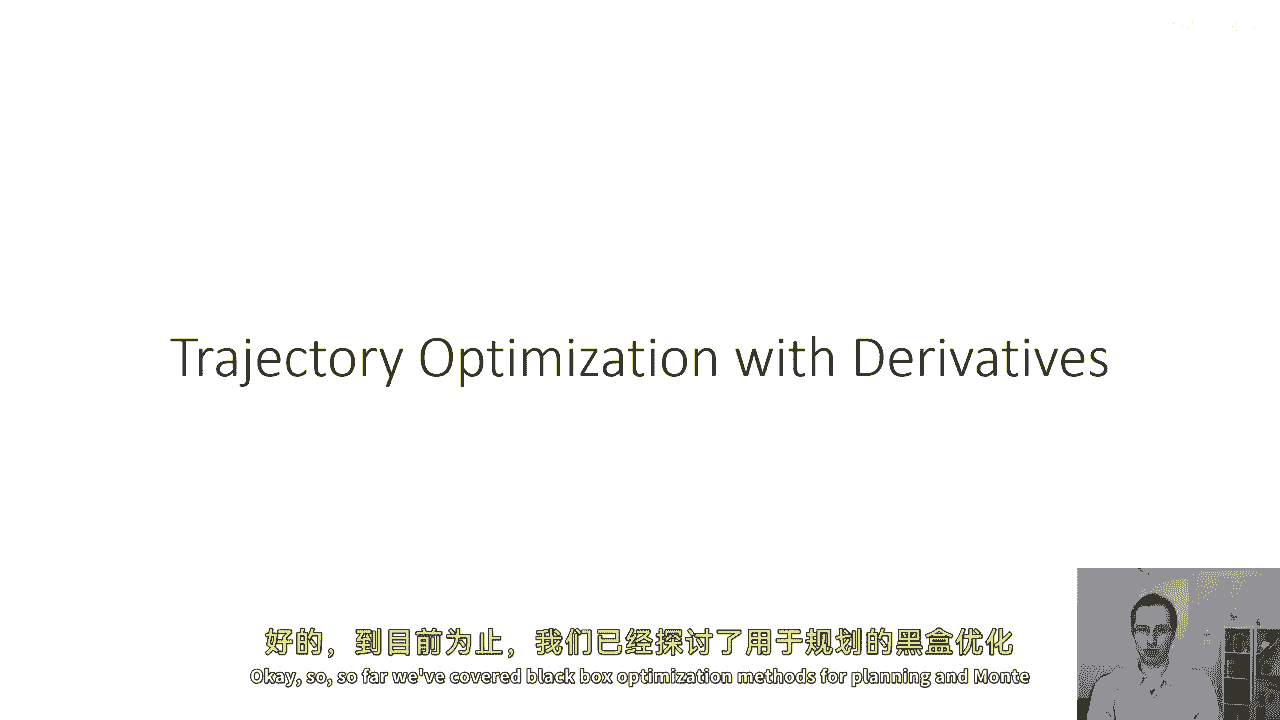 Trajectory Optimization with Derivatives
好的，到目前为止，我们已经探讨了用于规划的黑盒优化
Okay, so, so far we've covered black box optimization methods for planning and Monte